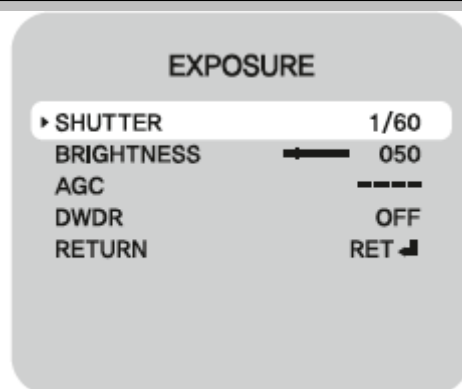 EXPOSURE
SHUTTER 1/60
BRIGHTNESS 050
AGC ----
DWDR OFF
RETURN RET